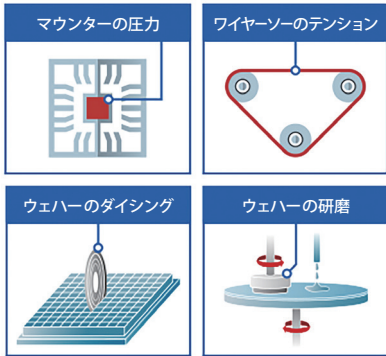 マウンターの圧力
ワイヤーソーのテンション
ウェハーのダイシング
ウェハーの研磨